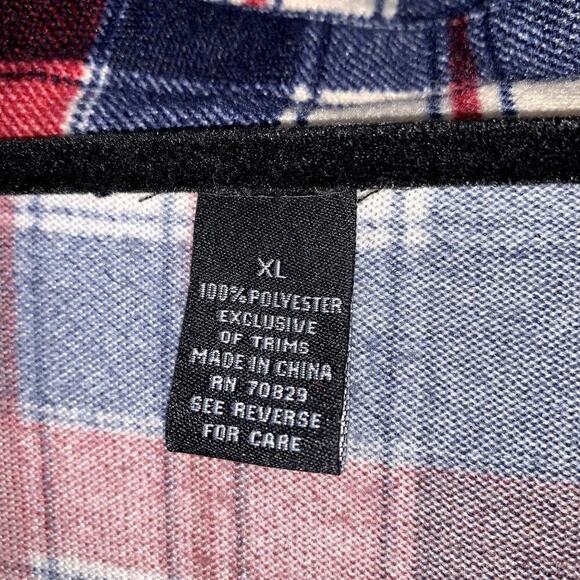 XL
100% POLYESTER
EXCLUSIVE
OF TRIMS
MADE IN CHINA
RN 70829
SEE REVERSE
FOR CARE